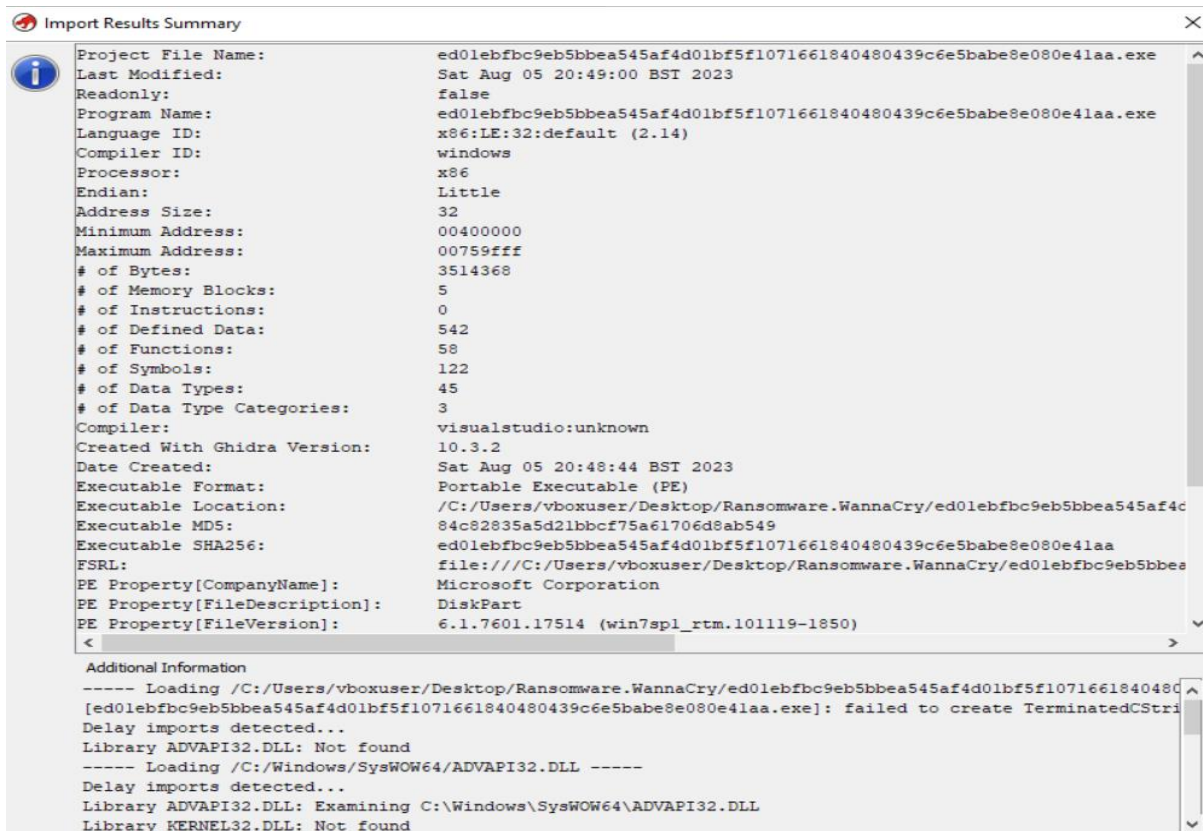 Import Results Summary
Project File Name: ed01ebfbc9eb5bbea545af4d01bf5f1071661840480439c6e5babe8e080e41aa.exe
Last Modified: Sat Aug 05 20:49:00 BST 2023
Readonly: false
Program Name: ed01ebfbc9eb5bbea545af4d01bf5f1071661840480439c6e5babe8e080e41aa.exe
Language ID: x86:LE:32:default (2.14)
Compiler ID: windows
Processor: x86
Endian: Little
Address Size: 32
Minimum Address: 00400000
Maximum Address: 00759fff
# of Bytes: 3514368
# of Memory Blocks: 5
# of Instructions: 0
# of Defined Data: 542
# of Functions: 58
# of Symbols: 122
# of Data Types: 45
# of Data Type Categories: 3
Compiler: visualstudio:unknown
Created With Ghidra Version: 10.3.2
Date Created: Sat Aug 05 20:48:44 BST 2023
Executable Format: Portable Executable (PE)
Executable Location: /C:/Users/vboxuser/Desktop/Ransomware.WannaCry/ed01ebfbc9eb5bbea545af4d
Executable MD5: 84c82835a5d21bbcf75a61706d8ab549
Executable SHA256: ed01ebfbc9eb5bbea545af4d01bf5f1071661840480439c6e5babe8e080e41aa
FSRL: file:///C:/Users/vboxuser/Desktop/Ransomware.WannaCry/ed01ebfbc9eb5bbea
PE Property[CompanyName]: Microsoft Corporation
PE Property[FileDescription]: DiskPart
PE Property[FileVersion]: 6.1.7601.17514 (win7sp1_rtm.101119-1850)
Additional Information
----- Loading /C:/Users/vboxuser/Desktop/Ransomware.WannaCry/ed01ebfbc9eb5bbea545af4d01bf5f1071661840480
[ed01ebfbc9eb5bbea545af4d01bf5f1071661840480439c6e5babe8e080e41aa.exe]: failed to create TerminatedCStri
Delay imports detected...
Library ADVAPI32.DLL: Not found
----- Loading /C:/Windows/SysWOW64/ADVAPI32.DLL -----
Delay imports detected...
Library ADVAPI32.DLL: Examining C:\Windows\SysWOW64\ADVAPI32.DLL
Library KERNEL32.DLL: Not found